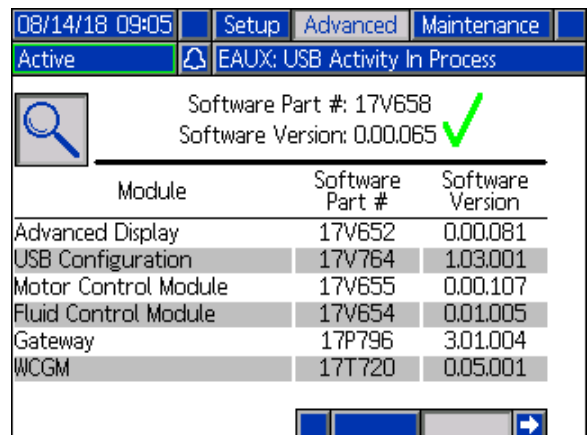 08/14/18 09:05 Setup Advanced Maintenance
Active EAUX: USB Activity In Process
Software Part #: 17V658
Software Version: 0.00.065
Module Software Part # Software Version
Advanced Display 17V652 0.00.081
USB Configuration 17V764 1.03.001
Motor Control Module 17V655 0.00.107
Fluid Control Module 17V654 0.01.005
Gateway 17P796 3.01.004
WCGM 17T720 0.05.001